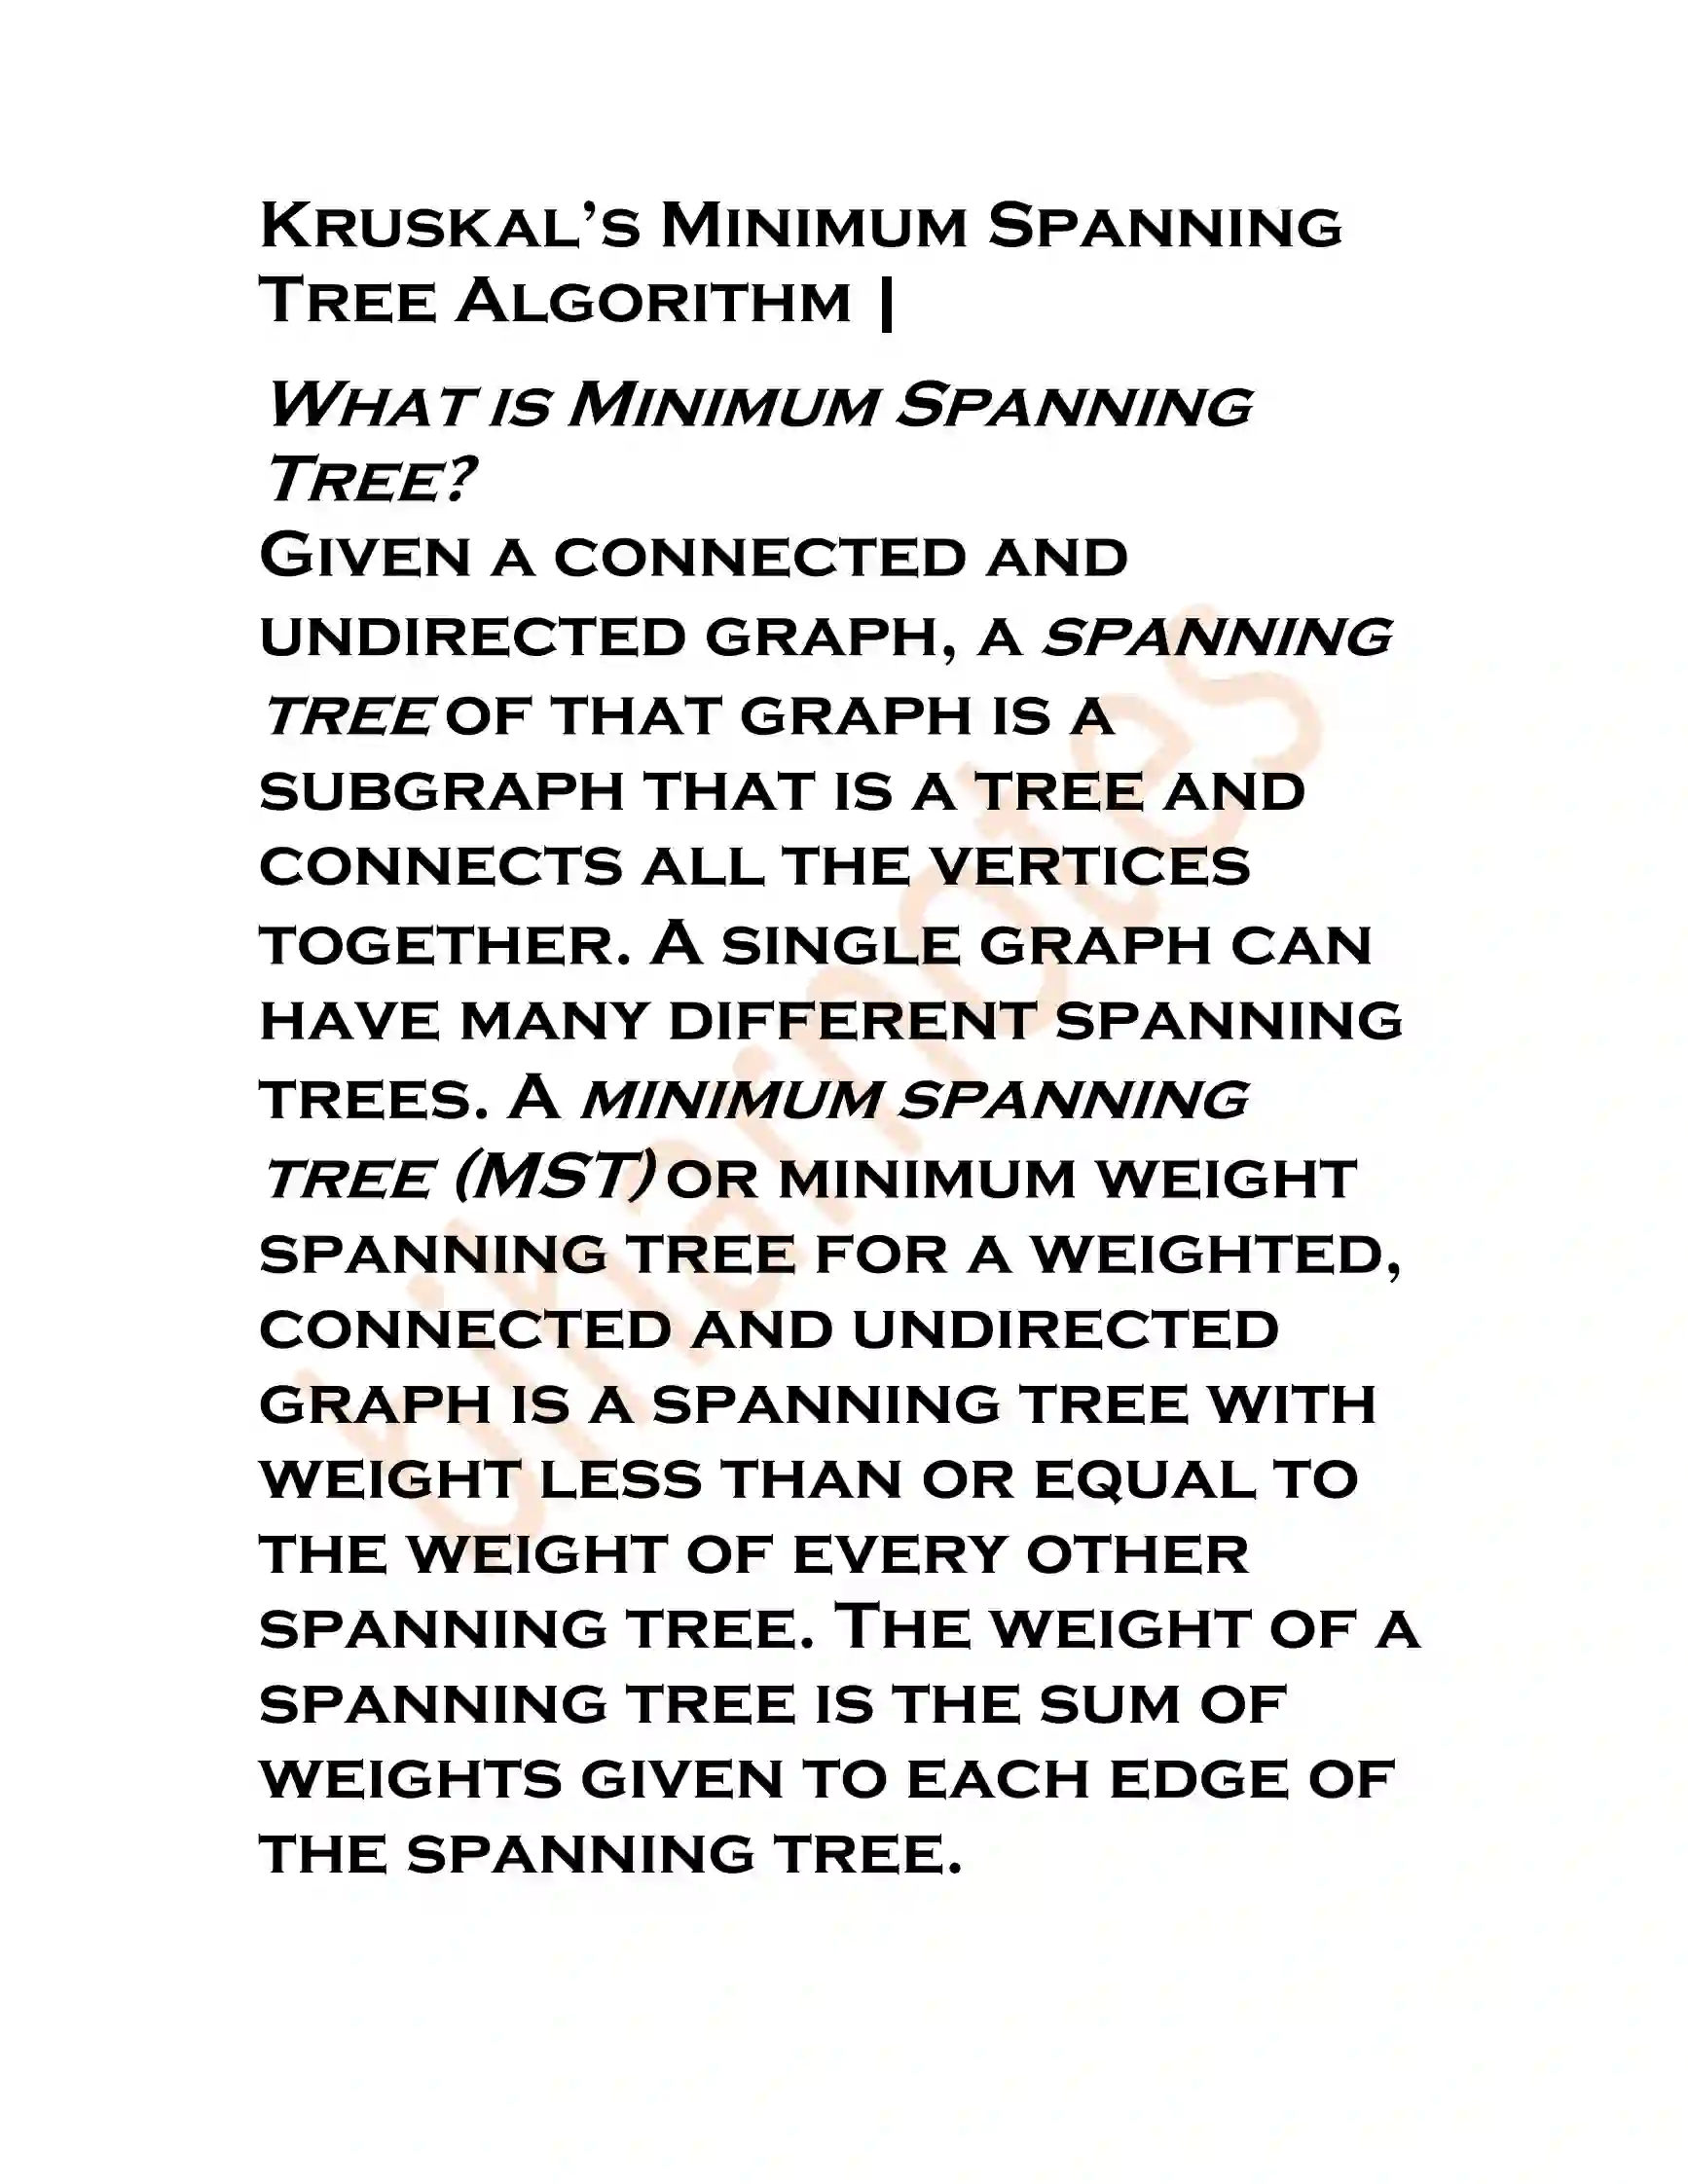 Kruskal’s Minimum Spanning
Tree Algorithm |
What is Minimum Spanning
Tree?
Given a connected and
undirected graph, a spanning
tree of that graph is a
subgraph that is a tree and
connects all the vertices
together. A single graph can
have many different spanning
trees. A minimum spanning
tree (MST) or minimum weight
spanning tree for a weighted,
connected and undirected
graph is a spanning tree with
weight less than or equal to
the weight of every other
spanning tree. The weight of a
spanning tree is the sum of
weights given to each edge of
the spanning tree.